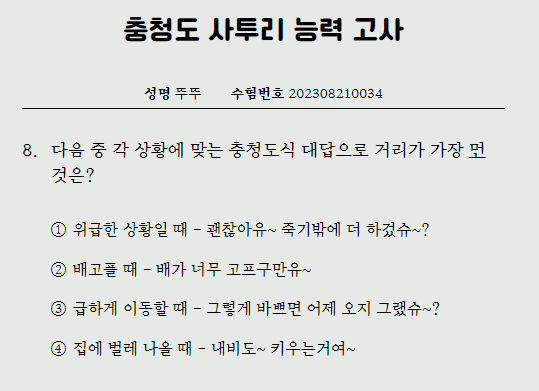 충청도 사투리 능력 고사
성명 뚜뚜 수험번호 202308210034
8. 다음 중 각 상황에 맞는 충청도식 대답으로 거리가 가장 먼
것은?
① 위급한 상황일 때 - 괜찮아유~ 죽기밖에 더 하겄슈~?
② 배고플 때 - 배가 너무 고프구만유~
③ 급하게 이동할 때 - 그렇게 바쁘면 어제 오지 그랬슈~?
④ 집에 벌레 나올 때 - 내비도~ 키우는거여~